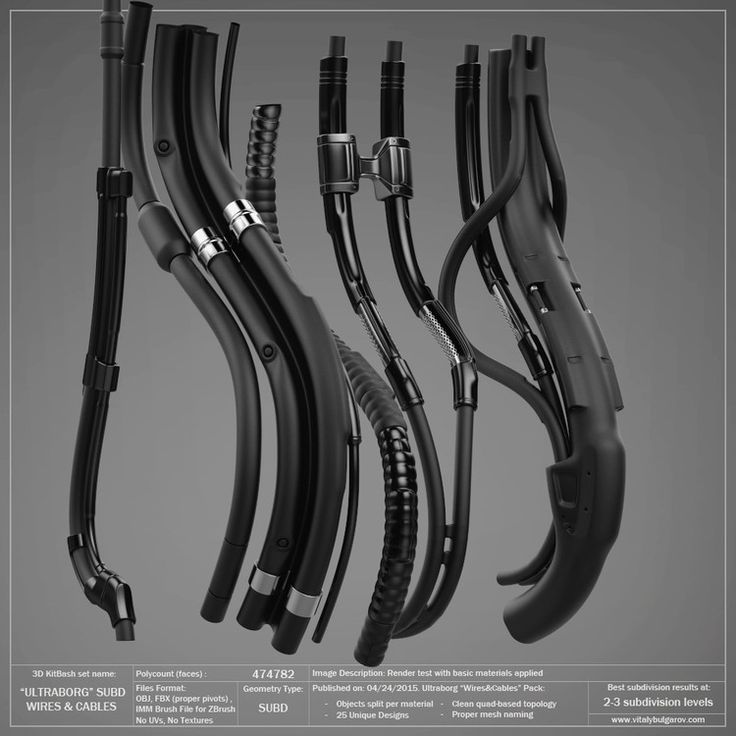 3D KitBash set name:
"ULTRABORG" SUBD
WIRES & CABLES
Polycount (faces) :
474782
Files Format:
OBJ, FBX (proper pivots) ,
IMM Brush File for ZBrush
No UVs, No Textures
Geometry Type:
SUBD
Image Description: Render test with basic materials applied
Published on: 04/24/2015. Ultraborg "Wires&Cables" Pack:
- Objects split per material
- Clean quad-based topology
- 25 Unique Designs
- Proper mesh naming
Best subdivision results at:
2-3 subdivision levels
www.vitalybulgarov.com